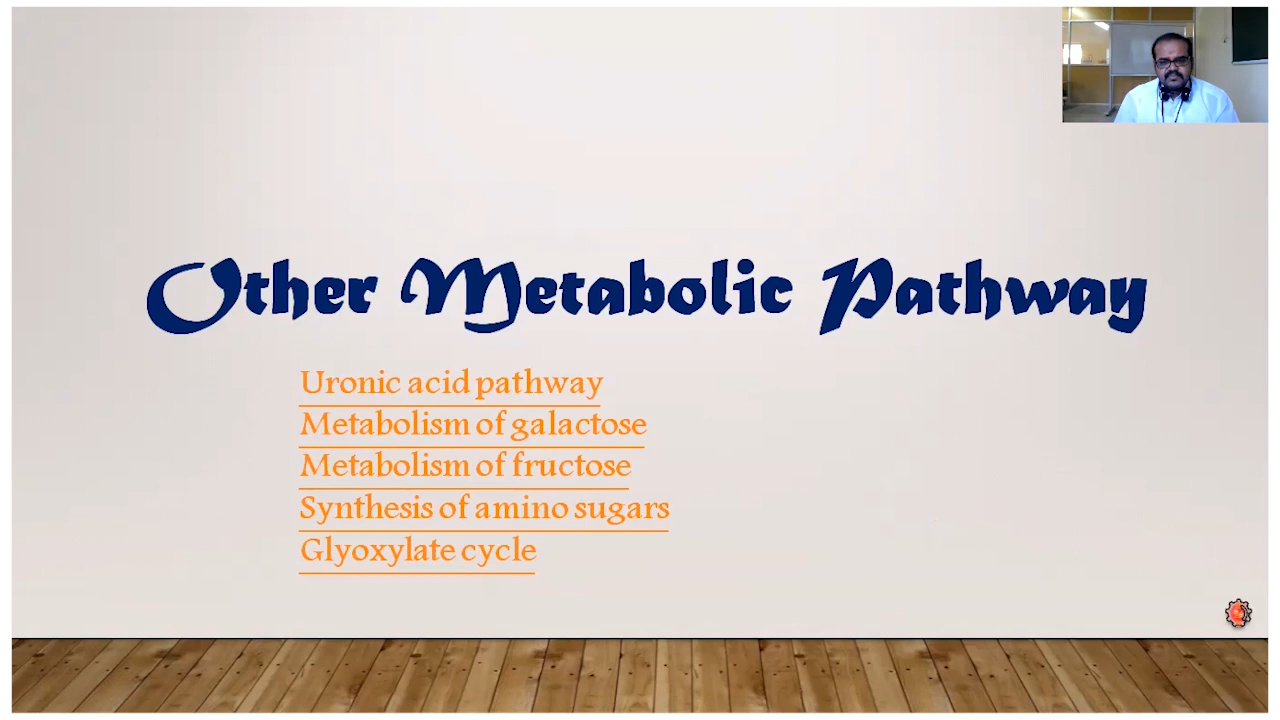 Other Metabolic Pathway
Uronic acid pathway
Metabolism of galactose
Metabolism of fructose
Synthesis of amino sugars
Glyoxylate cycle